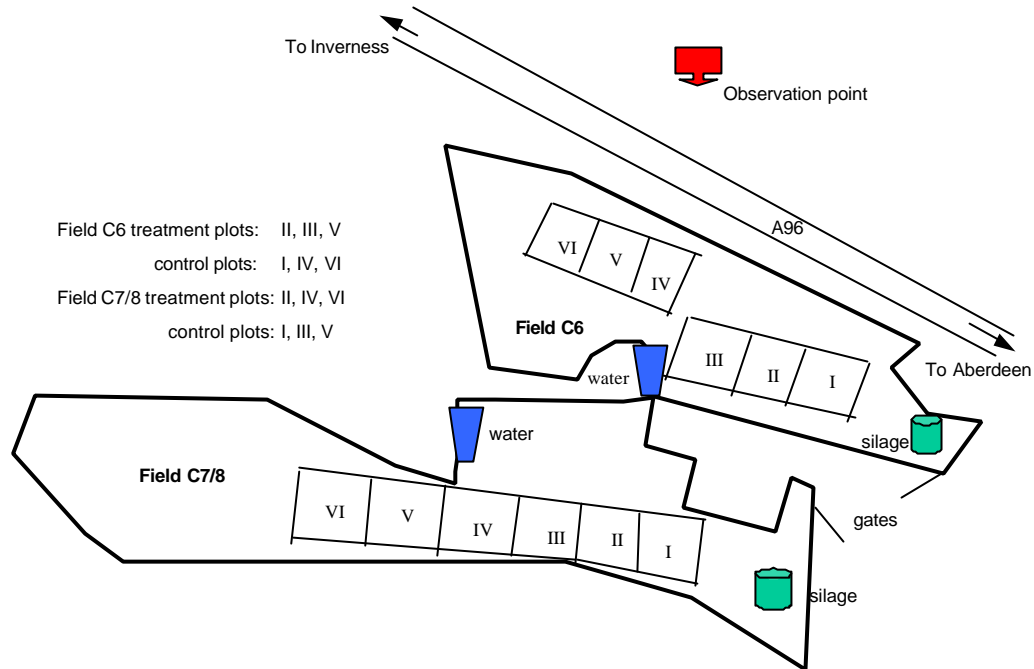 To Inverness
Observation point
A96
Field C6 treatment plots: II, III, V
control plots: I, IV, VI
Field C7/8 treatment plots: II, IV, VI
control plots: I, III, V
VI
V
IV
Field C6
III
II
I
water
To Aberdeen
water
silage
Field C7/8
VI
V
IV
III
II
I
gates
silage